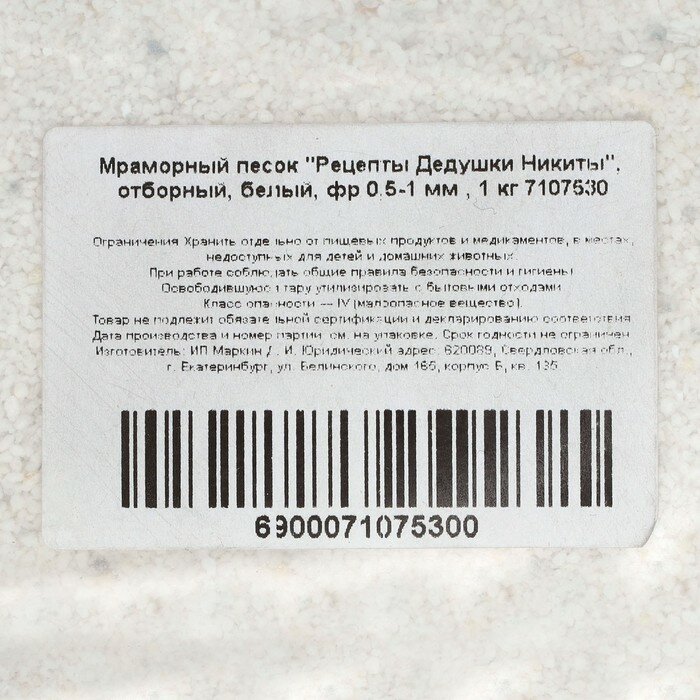 Мраморный песок "Рецепты Дедушки Никиты",
отборный, белый, фр 0,5-1 мм , 1 кг 7107530
Ограничения Хранить отдельно от пищевых продуктов и медикаментов, в местах,
недоступных для детей и домашних животных.
При работе соблюдать общие правила безопасности и гигиены.
Освободившуюся тару утилизировать с бытовыми отходами.
Класс опасности — IV (малоопасное вещество).
Товар не подлежит обязательной сертификации и декларированию соответствия.
Дата производства и номер партии: см. на упаковке. Срок годности не ограничен.
Изготовитель: ИП Маркин И. Юридический адрес: 620089, Свердловская обл.,
г. Екатеринбург, ул. Белинского, дом корпус Б, кв. 135.
6900071075300